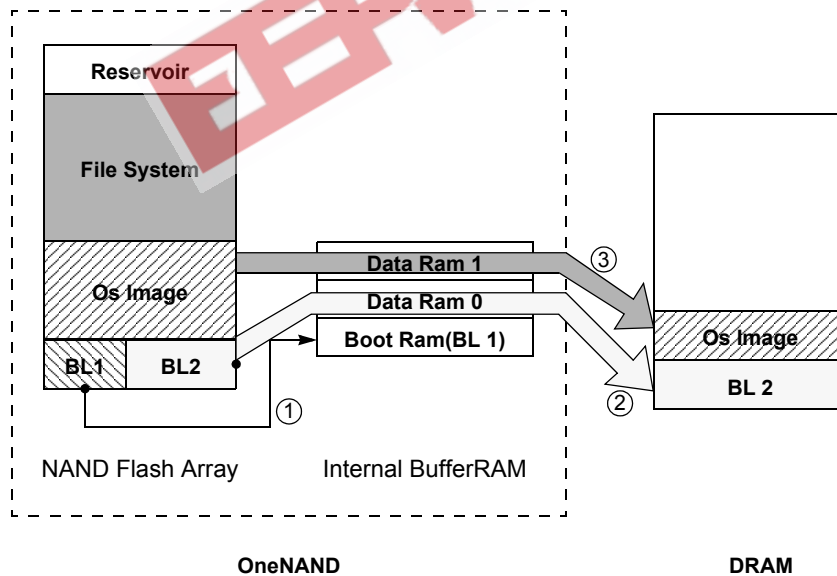 Reservoir
File System
Os Image
BL1
BL2
Data Ram 1
Data Ram 0
Boot Ram(BL 1)
①
②
③
Os Image
BL 2
NAND Flash Array
Internal BufferRAM
OneNAND
DRAM